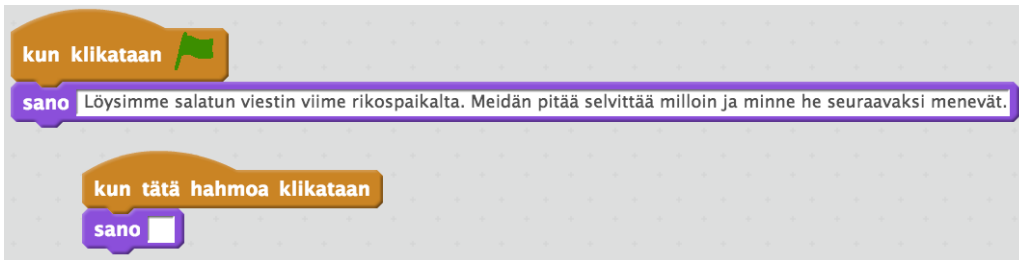 kun klikataan
sano Löysimme salatun viestin viime rikospaikalta. Meidän pitää selvittää milloin ja minne he seuraavaksi menevät.
kun tätä hahmoa klikataan
sano